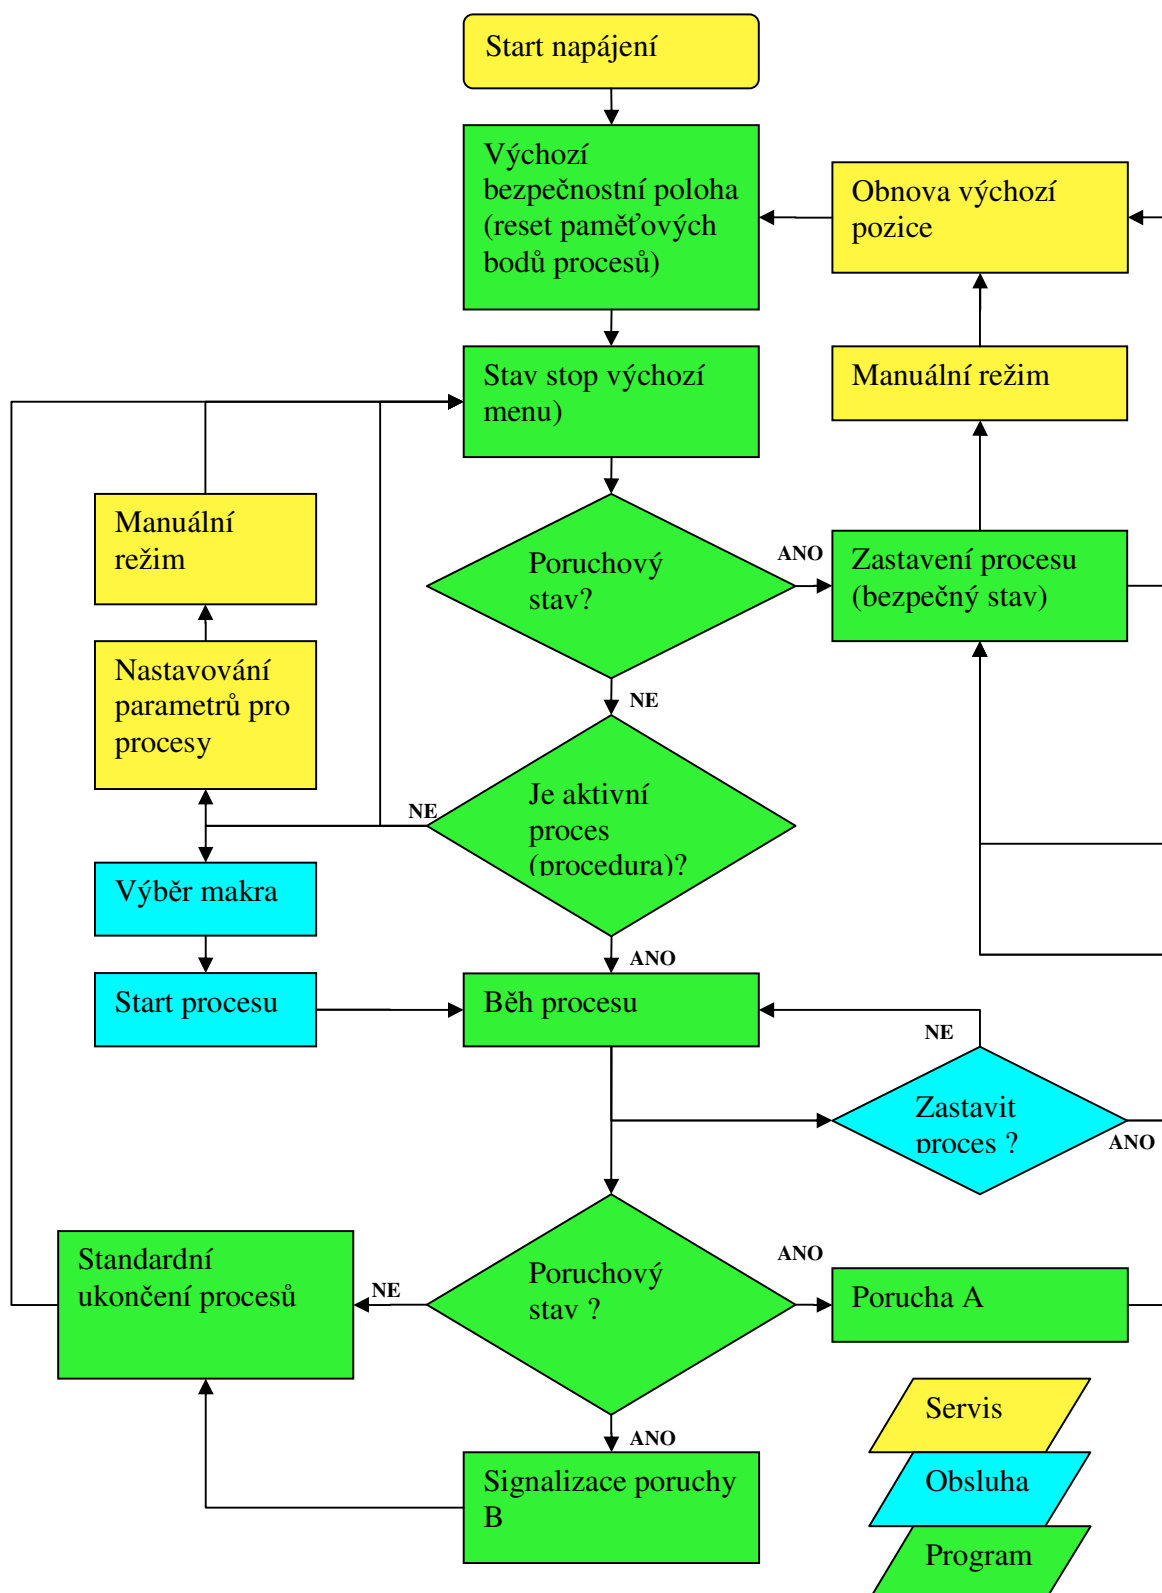 Start napájení
Výchozí
bezpečnostní poloha
(reset paměťových
bodů procesů)
Obnova výchozí
pozice
Stav stop výchozí
menu)
Manuální režim
Manuální
režim
Poruchový
stav?
ANO
Zastavení procesu
(bezpečný stav)
NE
Nastavování
parametrů pro
procesy
Je aktivní
proces
(procedura)?
NE
Výběr makra
ANO
Start procesu
Běh procesu
NE
Zastavit
proces ?
ANO
Standardní
ukončení procesů
NE
Poruchový
stav ?
ANO
Porucha A
ANO
Signalizace poruchy
B
Servis
Obsluha
Program